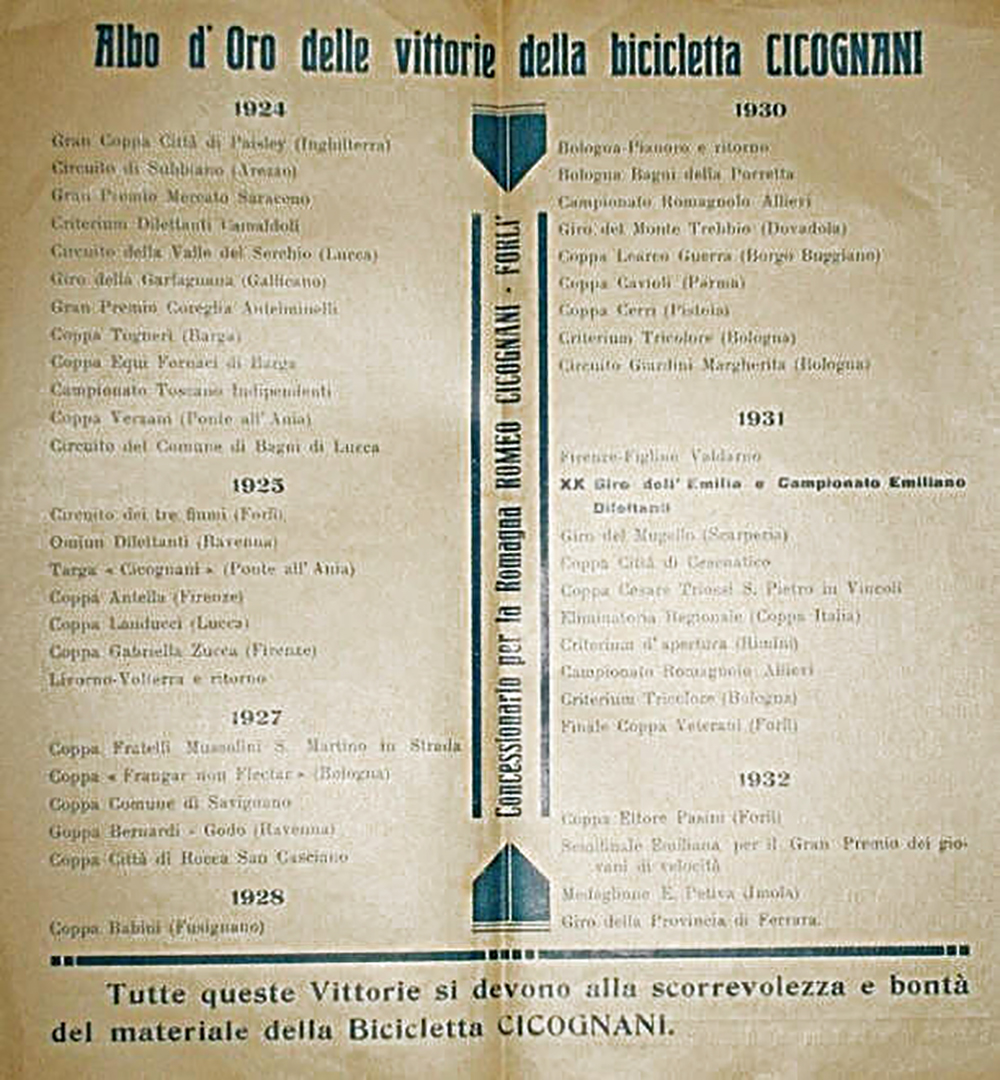 Albo d' Oro delle vittorie della bicicletta CICOGNANI
1924
Gran Coppa Città di Paisley (Inghilterra)
Circuito di Subbiano (Arezzo)
Gran Premio Mercato Saraceno
Criterium Dilettanti Camaldoli
Circuito della Valle del Serchio (Lucca)
Giro della Garfagnana (Gallicano)
Gran Premio Coreglia Antelminelli
Coppa Togneri (Barga)
Coppa Equi Fornaci di Barga
Campionato Toscano Indipendenti
Coppa Verzani (Ponte all' Ania)
Circuito del Comune di Bagni di Lucca
1925
Circuito dei tre fiumi (Forlì)
Omiun Dilettanti (Ravenna)
Targa « Cicognani » (Ponte all' Ania)
Coppa Antella (Firenze)
Coppa Landucci (Lucca)
Coppa Gabriella Zucca (Firenze)
Livorno-Volterra e ritorno
1927
Coppa Fratelli Mussolini S. Martino in Strada
Coppa « Frangar non Flectar » (Bologna)
Coppa Comune di Savignano
Goppa Bernardi - Godo (Ravenna)
Coppa Città di Rocca San Casciano
1928
Coppa Babini (Fusignano)
Concessionario per la Romagna ROMEO CICOGNANI - FORLI'
1930
Bologna-Pianoro e ritorno
Bologna Bagni della Porretta
Campionato Romagnolo Allievi
Giro del Monte Trebbio (Dovadola)
Coppa Learco Guerra (Borgo Buggiano)
Coppa Cavioli (Parma)
Coppa Cerri (Pistoia)
Criterium Tricolore (Bologna)
Circuito Giardini Margherita (Bologna)
1931
Firenze-Figline Valdarno
XX Giro dell' Emilia e Campionato Emiliano
Dilettanti
Giro del Mugello (Scarperia)
Coppa Città di Cesenatico
Coppa Cesare Triossi S. Pietro in Vincoli
Eliminatoria Regionale (Coppa Italia)
Criterium d' apertura (Rimini)
Campionato Romagnolo Allievi
Criterium Tricolore (Bologna)
Finale Coppa Veterani (Forlì)
1932
Coppa Ettore Pasini (Forlì)
Semifinale Emiliana per il Gran Premio dei gio-
vani di velocità
Medaglione E. Petiva (Imola)
Giro della Provincia di Ferrara.
Tutte queste Vittorie si devono alla scorrevolezza e bontà
del materiale della Bicicletta CICOGNANI.